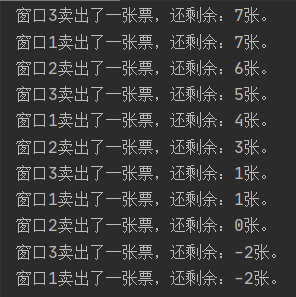 窗口3卖出了一张票，还剩余：7张。
窗口1卖出了一张票，还剩余：7张。
窗口2卖出了一张票，还剩余：6张。
窗口3卖出了一张票，还剩余：5张。
窗口1卖出了一张票，还剩余：4张。
窗口2卖出了一张票，还剩余：3张。
窗口3卖出了一张票，还剩余：1张。
窗口1卖出了一张票，还剩余：1张。
窗口2卖出了一张票，还剩余：0张。
窗口3卖出了一张票，还剩余：-2张。
窗口1卖出了一张票，还剩余：-2张。